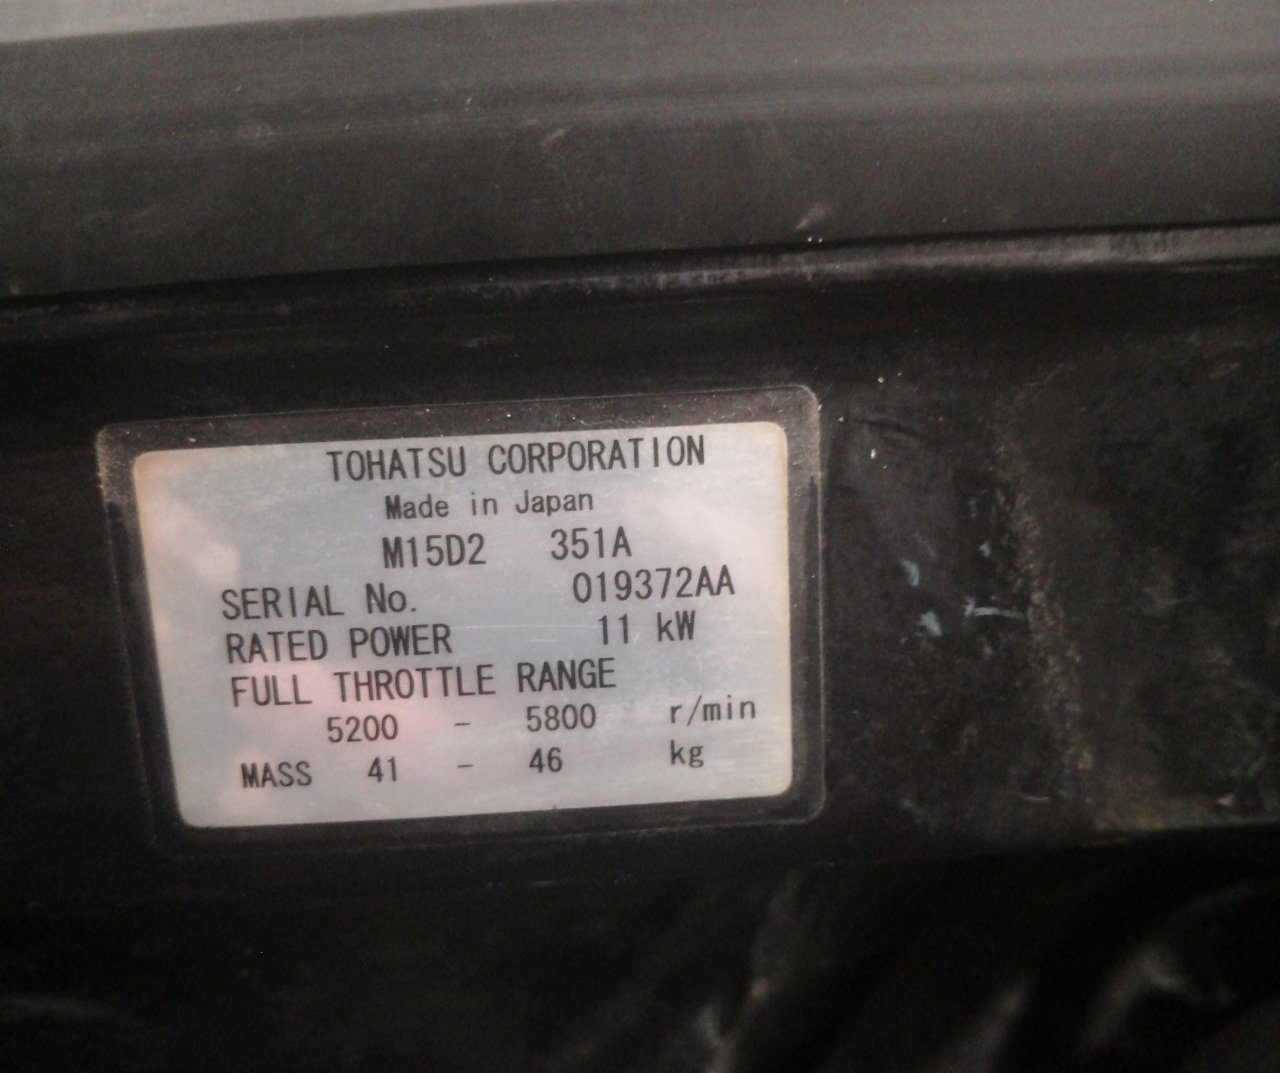 TOHATSU CORPORATION
Made in Japan
M15D2 351A
SERIAL No. 019372AA
RATED POWER 11 kW
FULL THROTTLE RANGE
5200 - 5800 r/min
MASS 41 - 46 kg